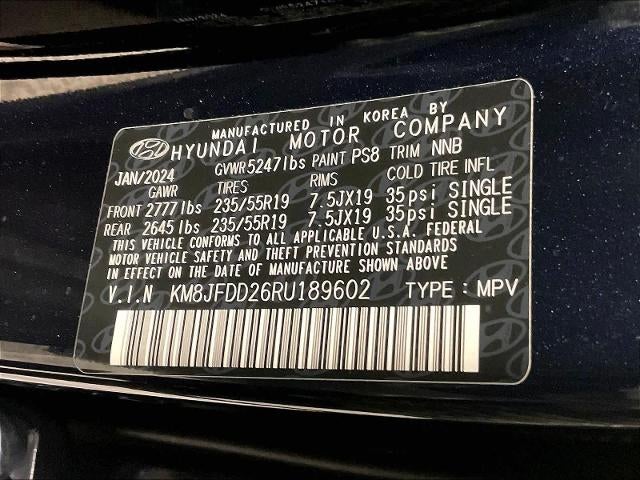 MANUFACTURED IN KOREA BY
HYUNDAI MOTOR COMPANY
JAN/2024 GVWR5247lbs PAINT PS8 TRIM NNB
GAWR TIRES RIMS COLD TIRE INFL
FRONT 2777lbs 235/55R19 7.5JX19 35psi SINGLE
REAR 2645lbs 235/55R19 7.5JX19 35psi SINGLE
THIS VEHICLE CONFORMS TO ALL APPLICABLE U.S.A. FEDERAL
MOTOR VEHICLE SAFETY AND THEFT PREVENTION STANDARDS
IN EFFECT ON THE DATE OF MANUFACTURE SHOWN ABOVE.
V.I.N KM8JFDD26RU189602 TYPE : MPV